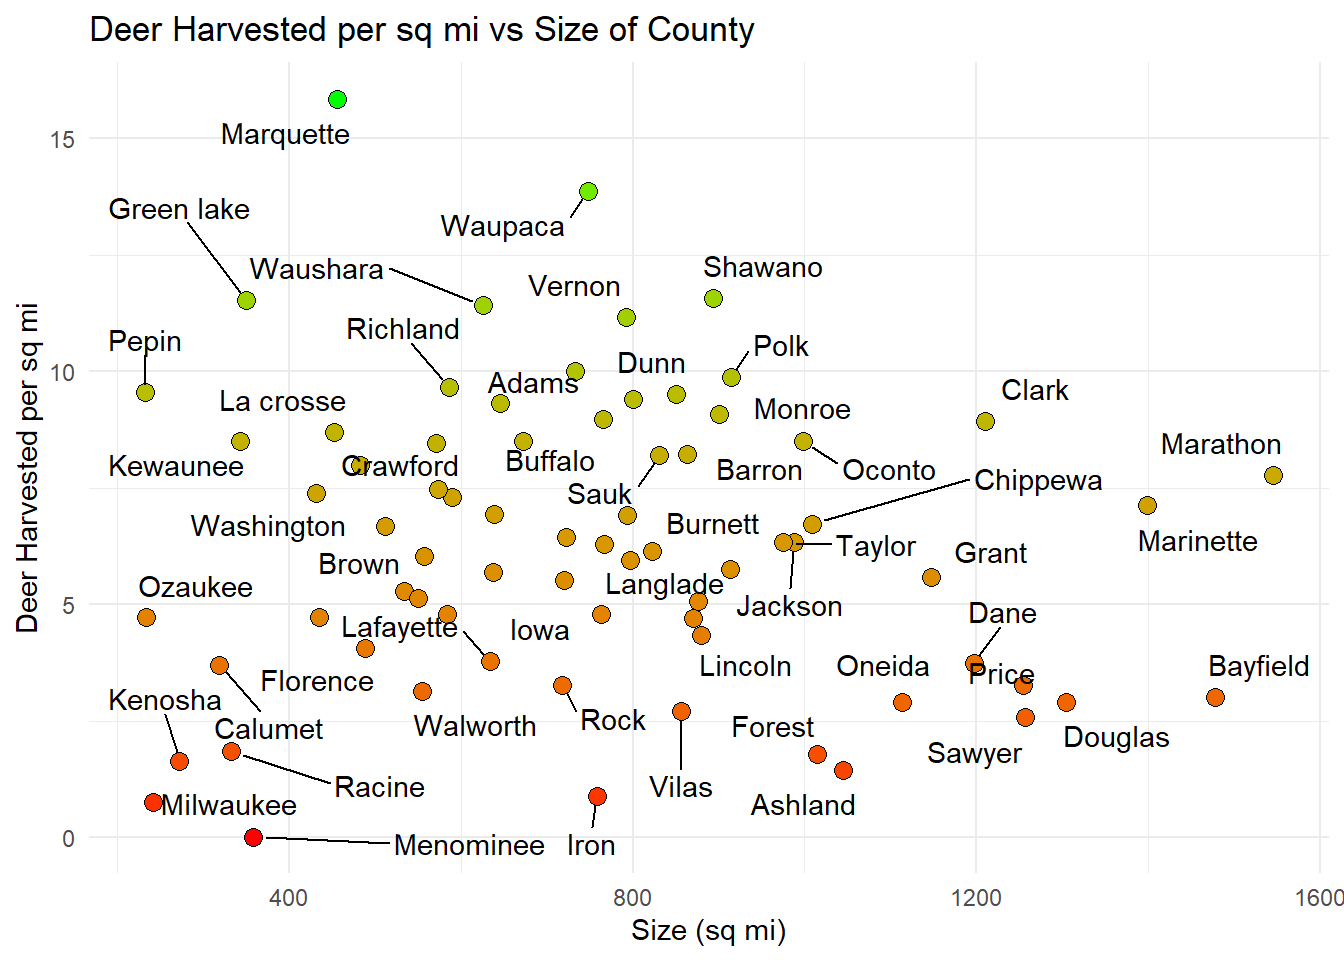 Deer Harvested per sq mi vs Size of County
Marquette
15
Green lake
Waupaca
Waushara
Shawano
Vernon
Richland
Pepin
Polk
Dunn
10
Adams
Clark
La crosse
Monroe
Marathon
Kewaunee
Crawford
Buffalo
Barron
Oconto
Chippewa
Sauk
Washington
Burnett
Marinette
Taylor
Grant
Brown
Ozaukee
Langlade
5
Jackson
Dane
Lafayette
Iowa
Lincoln
Oneida
Price
Bayfield
Florence
Kenosha
Calumet
Walworth
Rock
Forest
Douglas
Sawyer
Racine
Vilas
Milwaukee
Ashland
0
Menominee
Iron
400
800
1200
1600
Size (sq mi)
Deer Harvested per sq mi